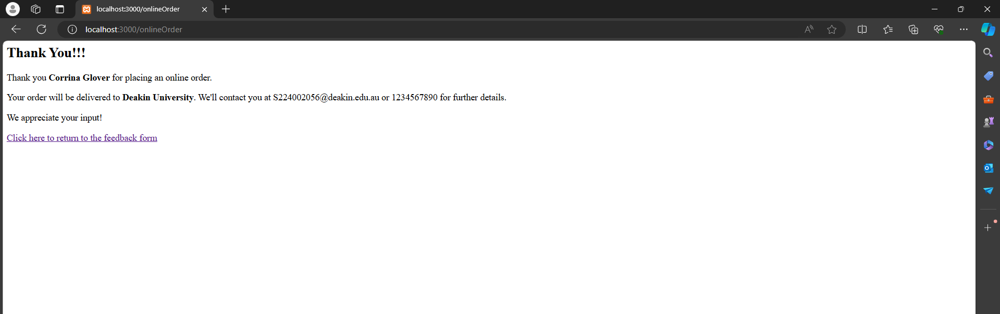 localhost:3000/onlineOrder
localhost:3000/onlineOrder
Thank You!!!
Thank you Corrina Glover for placing an online order.
Your order will be delivered to Deakin University. We'll contact you at S224002056@deakin.edu.au or 1234567890 for further details.
We appreciate your input!
Click here to return to the feedback form